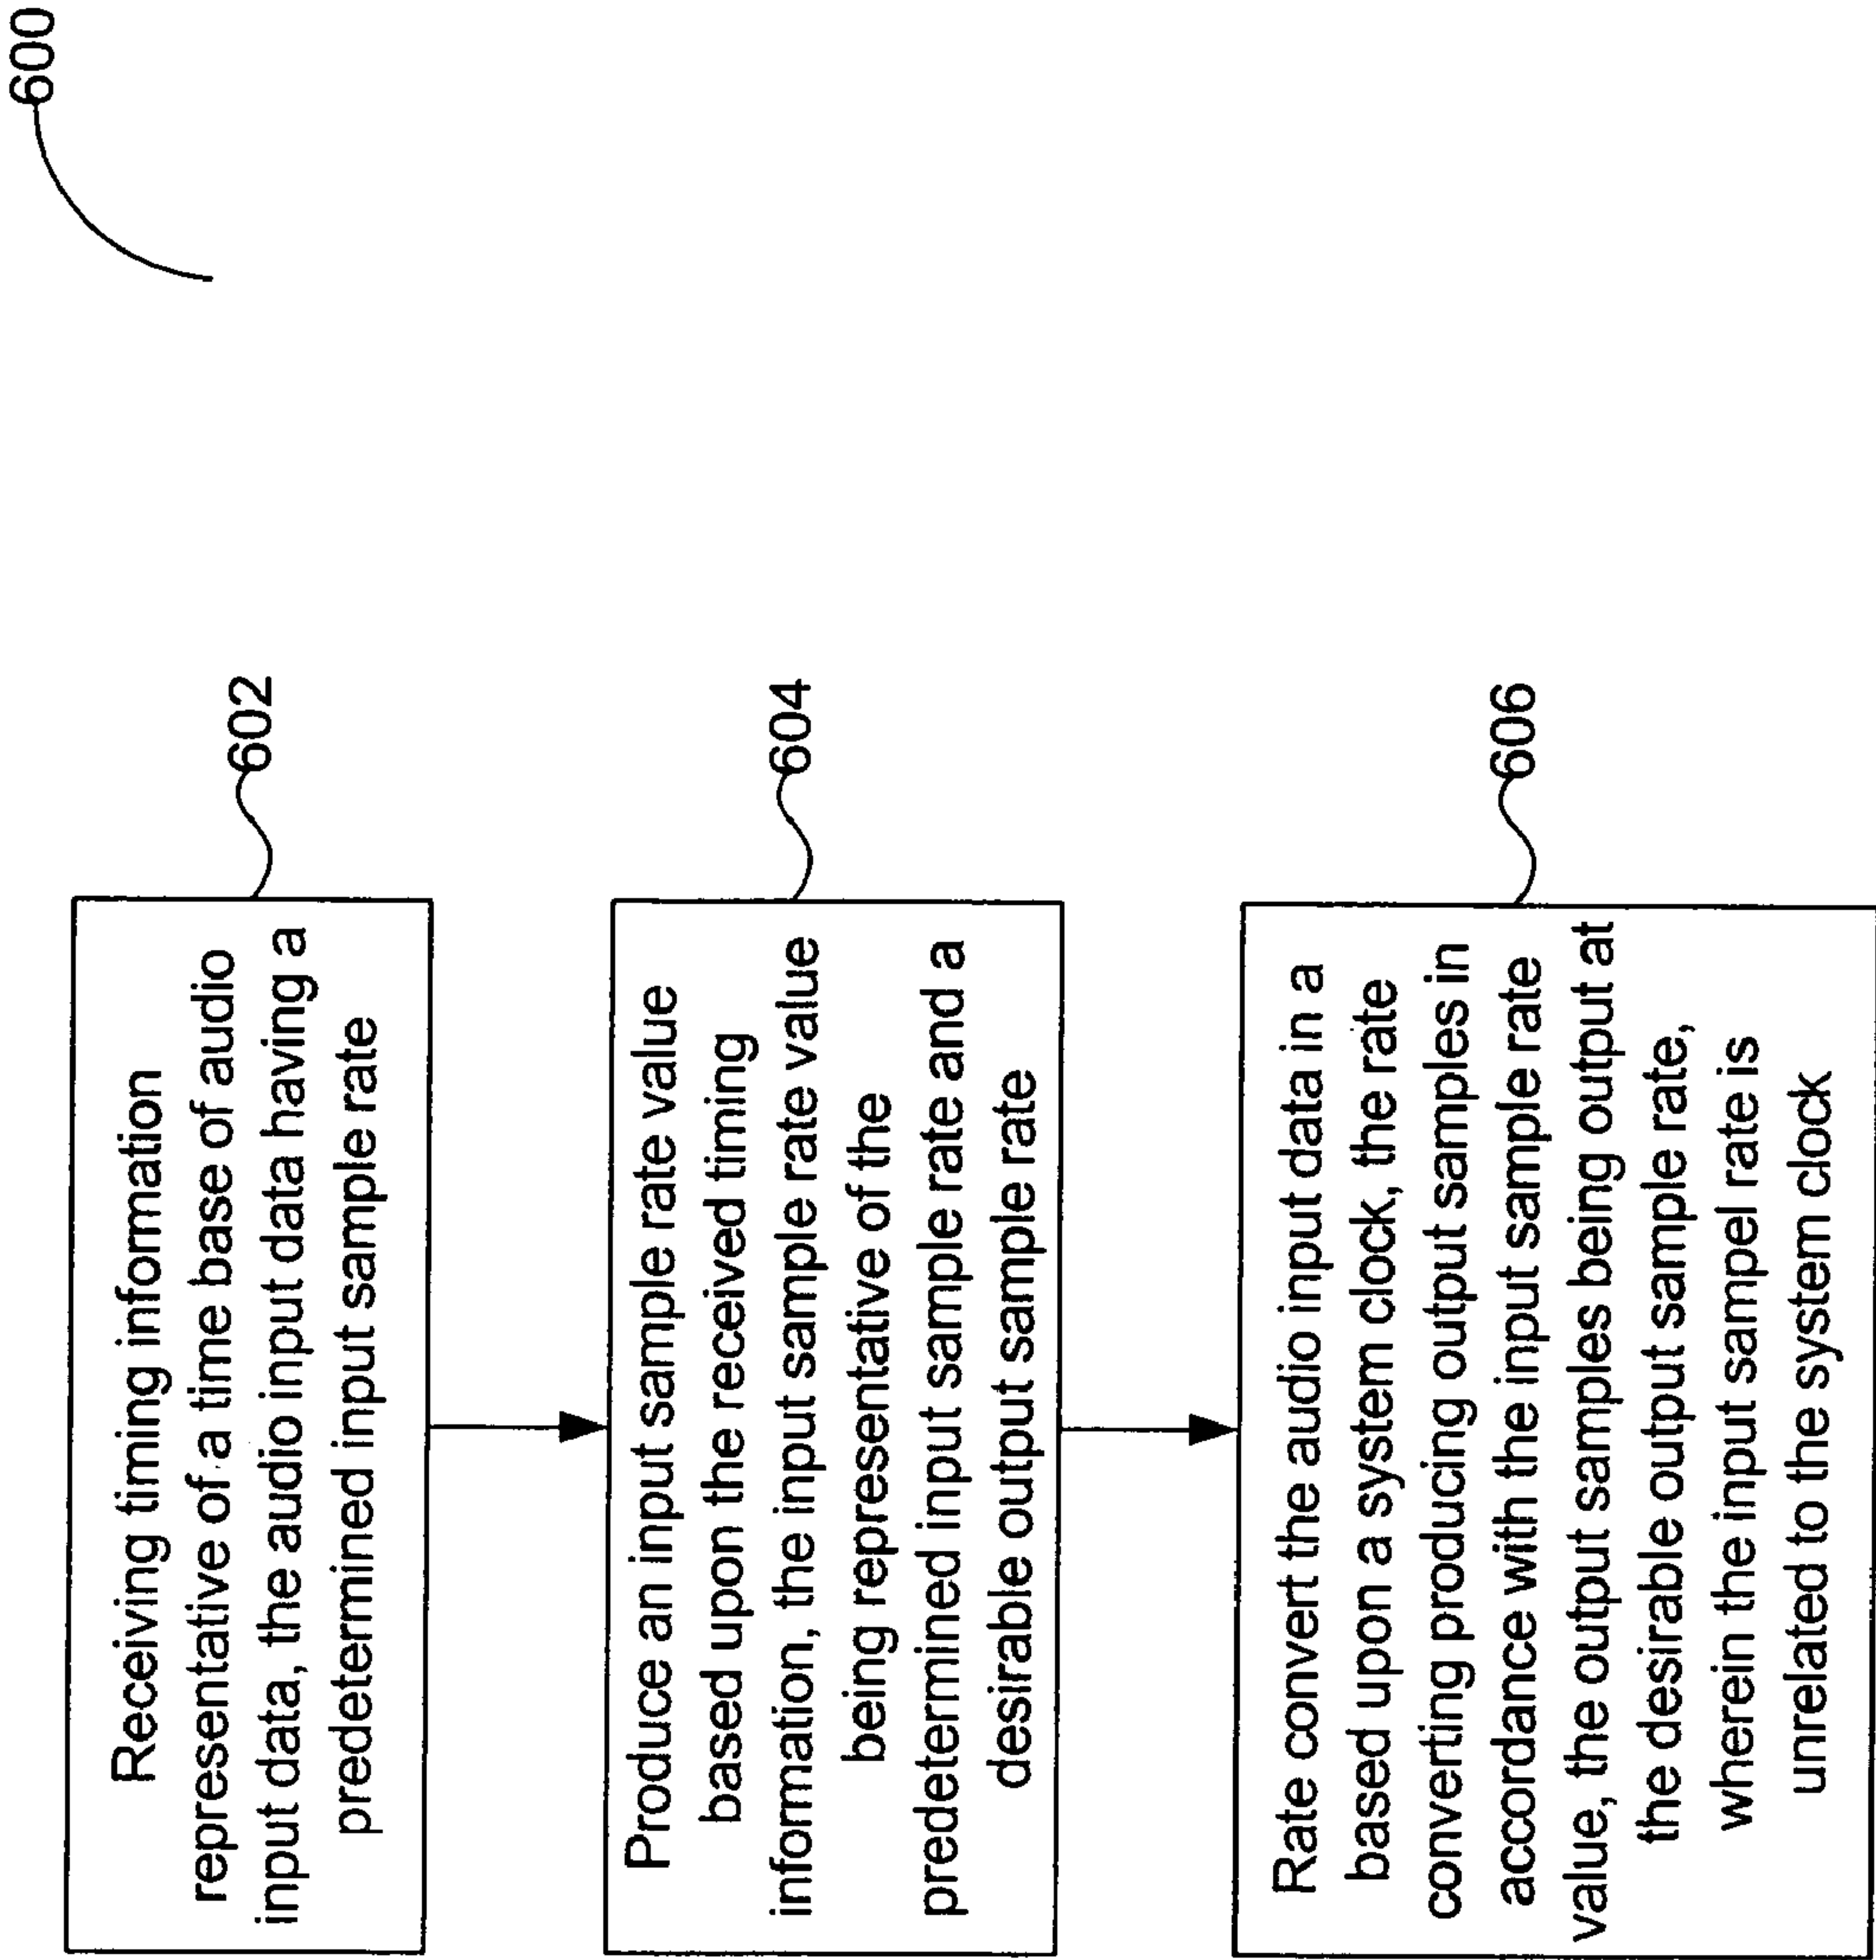 600
Receiving timing information
representative of a time base of audio
input data, the audio input data having a
predetermined input sample rate
602
Produce an input sample rate value
based upon the received timing
information, the input sample rate value
being representative of the
predetermined input sample rate and a
desirable output sample rate
604
Rate convert the audio input data in a
based upon a system clock, the rate
converting producing output samples in
accordance with the input sample rate
value, the output samples being output at
the desirable output sample rate,
wherein the input sampel rate is
unrelated to the system clock
606